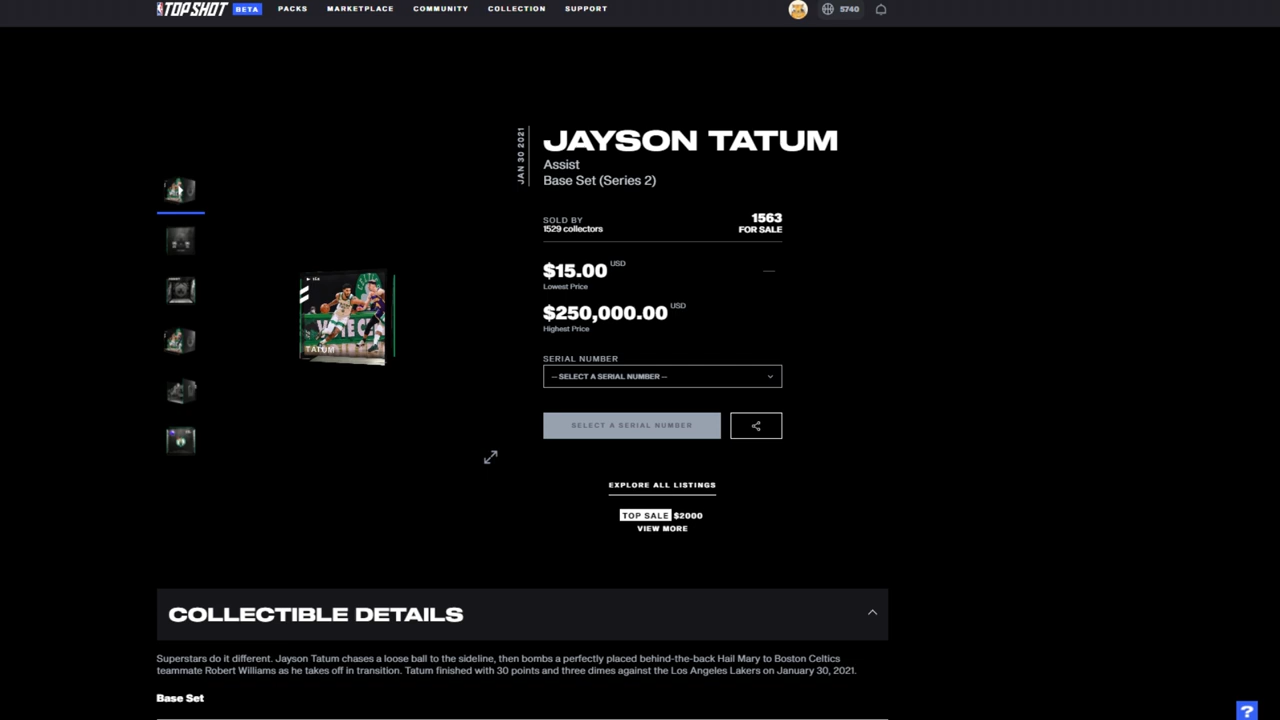 TOPSHOT BETA PACKS MARKETPLACE COMMUNITY COLLECTION SUPPORT 5740
JAN 30 2021
JAYSON TATUM
Assist
Base Set (Series 2)
SOLD BY
1529 collectors
1563
FOR SALE
$15.00 USD
Lowest Price
$250,000.00 USD
Highest Price
SERIAL NUMBER
-- SELECT A SERIAL NUMBER --
SELECT A SERIAL NUMBER
EXPLORE ALL LISTINGS
TOP SALE $2000
VIEW MORE
TATUM
COLLECTIBLE DETAILS
Superstars do it different. Jayson Tatum chases a loose ball to the sideline, then bombs a perfectly placed behind-the-back Hail Mary to Boston Celtics
teammate Robert Williams as he takes off in transition. Tatum finished with 30 points and three dimes against the Los Angeles Lakers on January 30, 2021.
Base Set
?